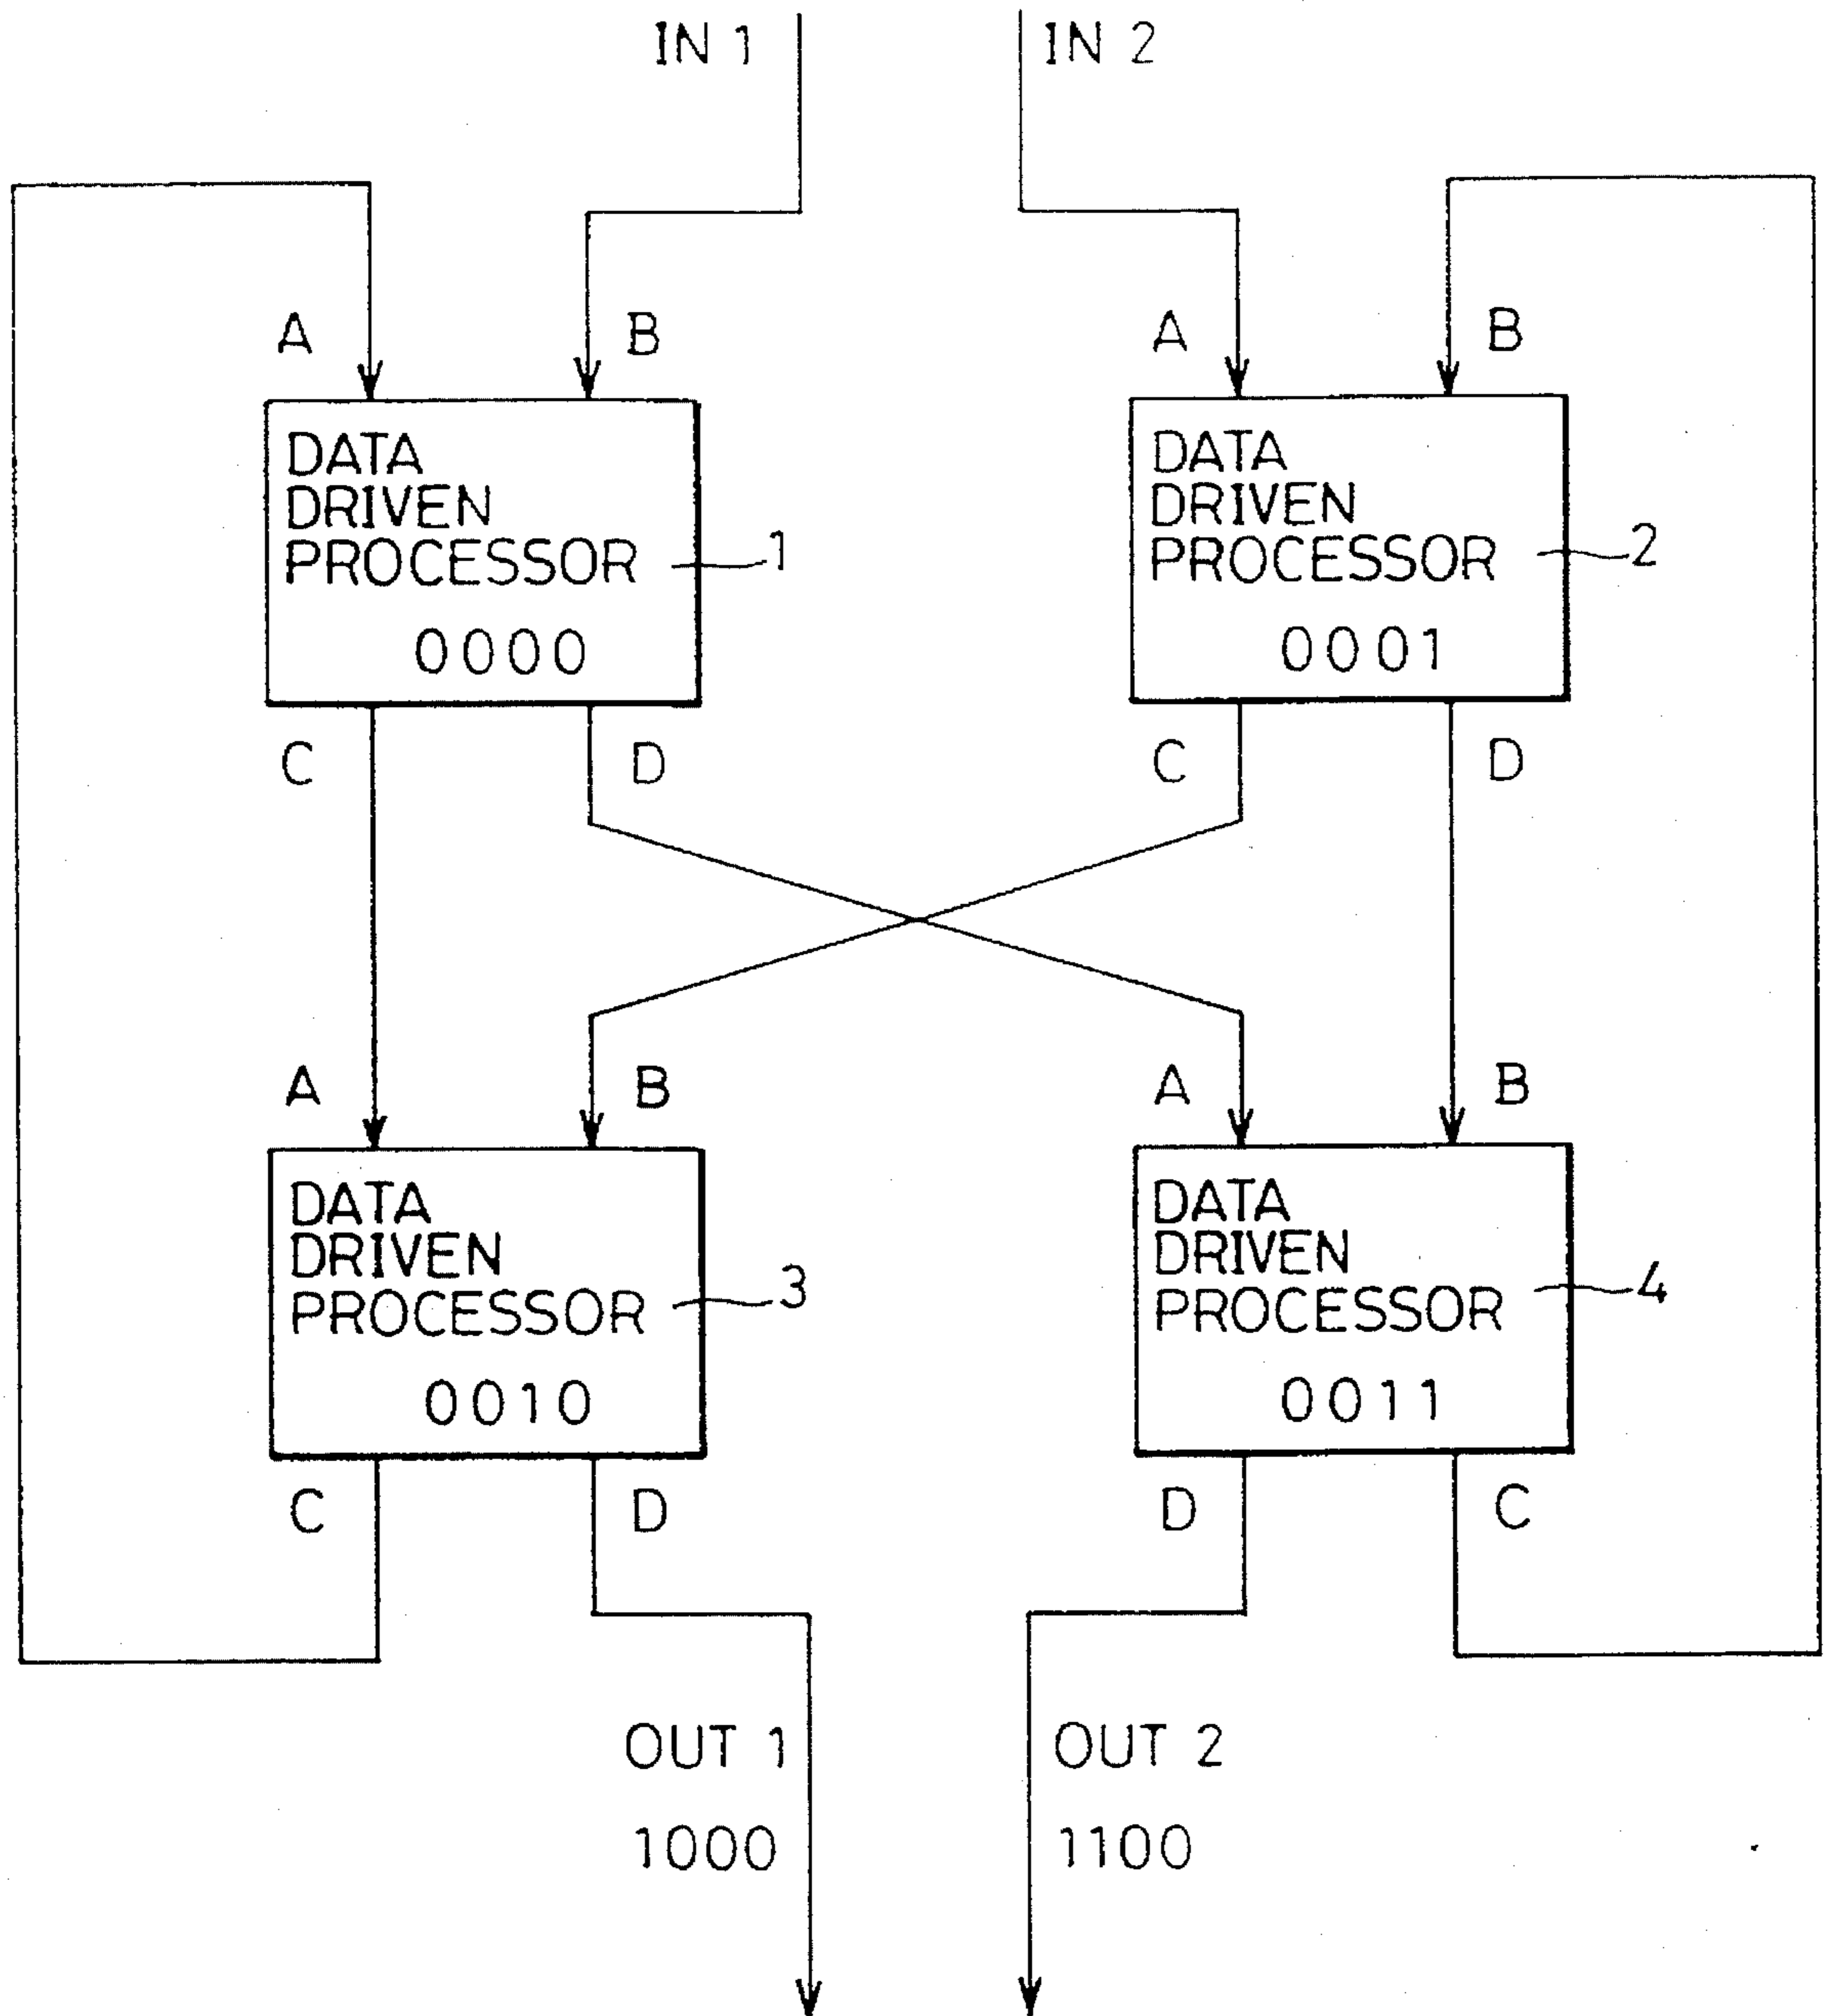 IN 1
IN 2
A
B
A
B
DATA
DRIVEN
PROCESSOR
0000
1
DATA
DRIVEN
PROCESSOR
0001
2
C
D
C
D
A
B
A
B
DATA
DRIVEN
PROCESSOR
0010
3
DATA
DRIVEN
PROCESSOR
0011
4
C
D
D
C
OUT 1
1000
OUT 2
1100